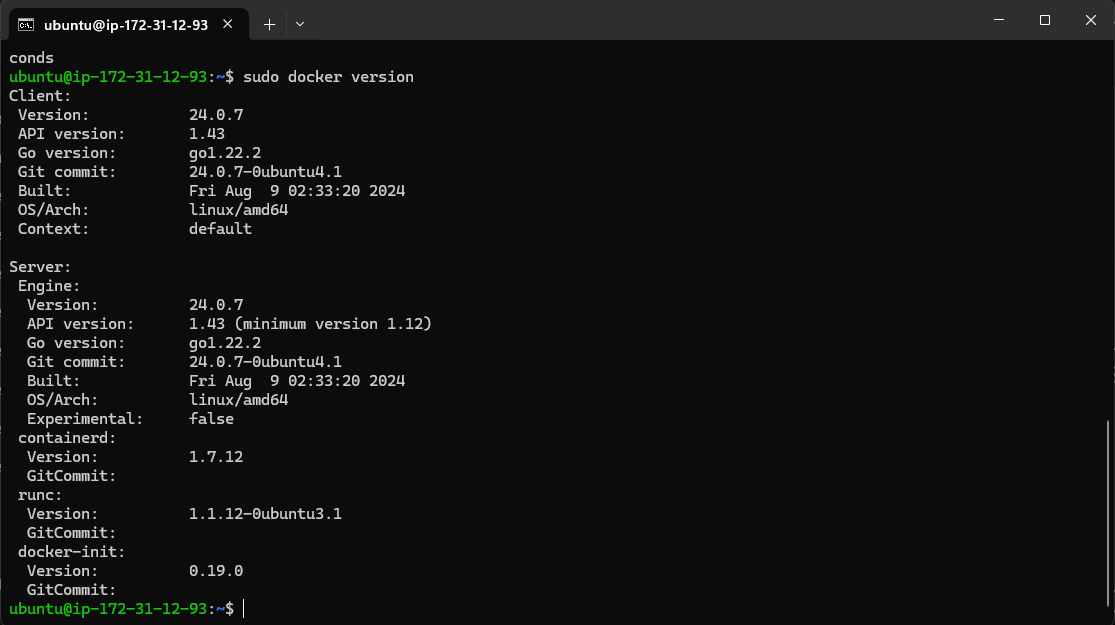 ubuntu@ip-172-31-12-93
conds
ubuntu@ip-172-31-12-93:~$ sudo docker version
Client:
 Version:           24.0.7
 API version:       1.43
 Go version:        go1.22.2
 Git commit:        24.0.7-0ubuntu4.1
 Built:             Fri Aug  9 02:33:20 2024
 OS/Arch:           linux/amd64
 Context:           default

Server:
 Engine:
  Version:          24.0.7
  API version:      1.43 (minimum version 1.12)
  Go version:       go1.22.2
  Git commit:       24.0.7-0ubuntu4.1
  Built:            Fri Aug  9 02:33:20 2024
  OS/Arch:          linux/amd64
  Experimental:     false
 containerd:
  Version:          1.7.12
  GitCommit:
 runc:
  Version:          1.1.12-0ubuntu3.1
  GitCommit:
 docker-init:
  Version:          0.19.0
  GitCommit:
ubuntu@ip-172-31-12-93:~$